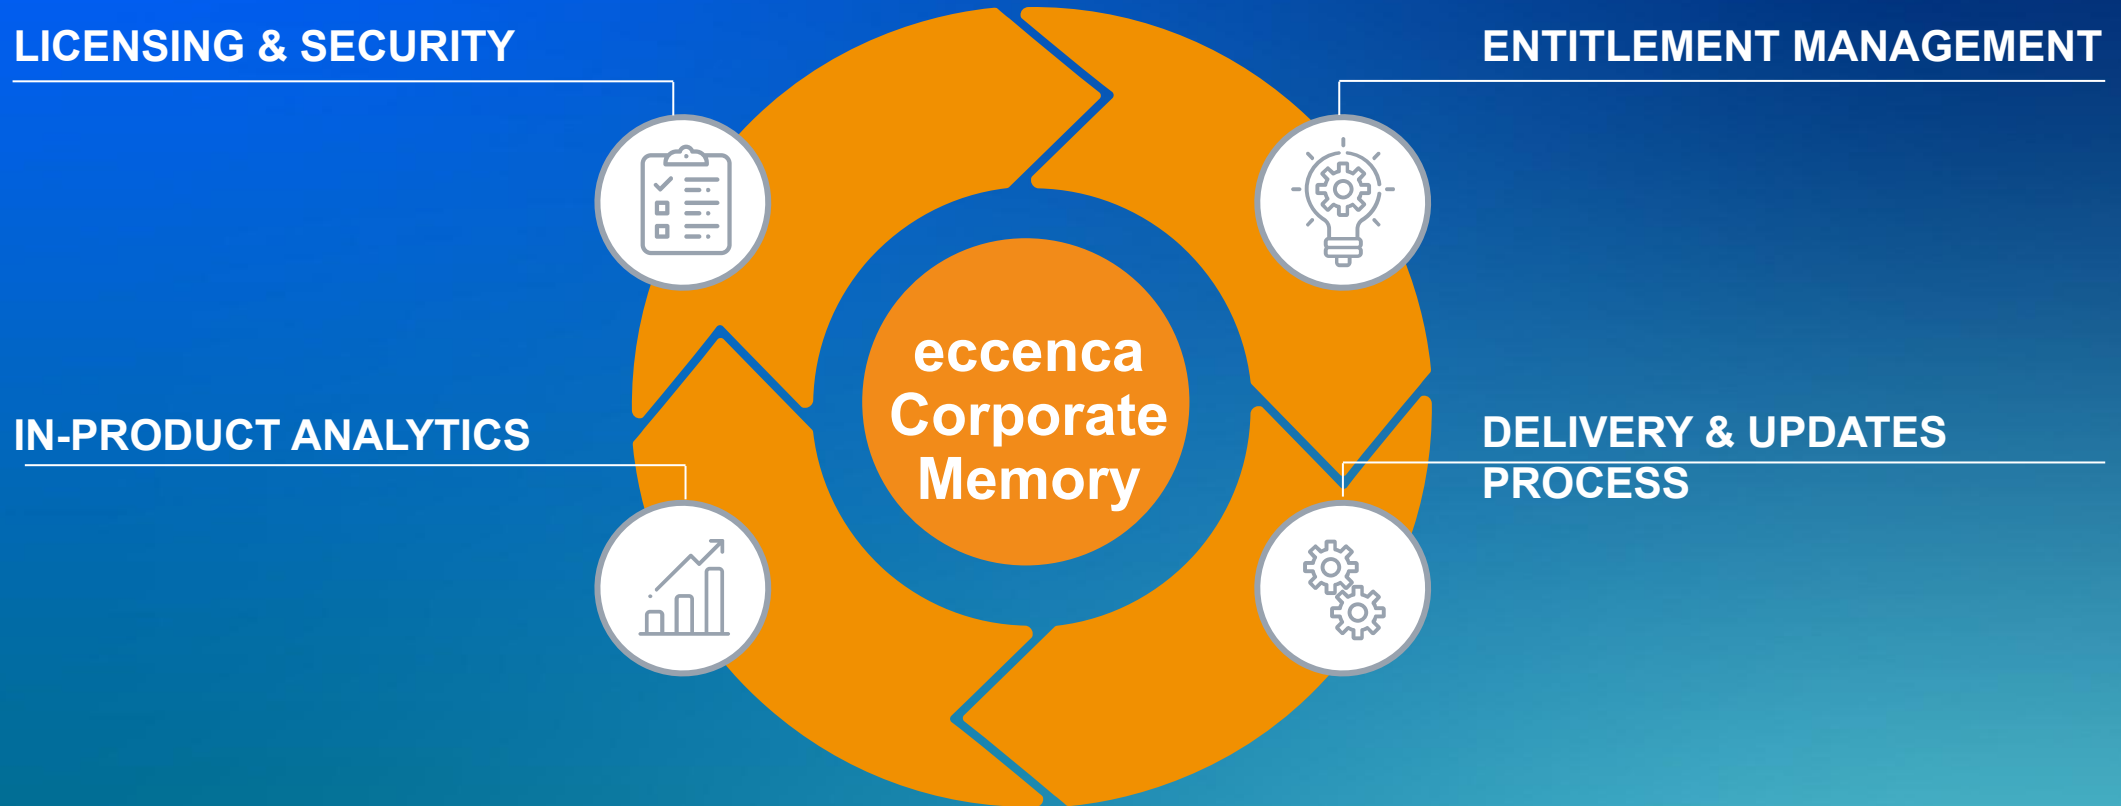 LICENSING & SECURITY
ENTITLEMENT MANAGEMENT
eccenca
Corporate
Memory
IN-PRODUCT ANALYTICS
DELIVERY & UPDATES
PROCESS